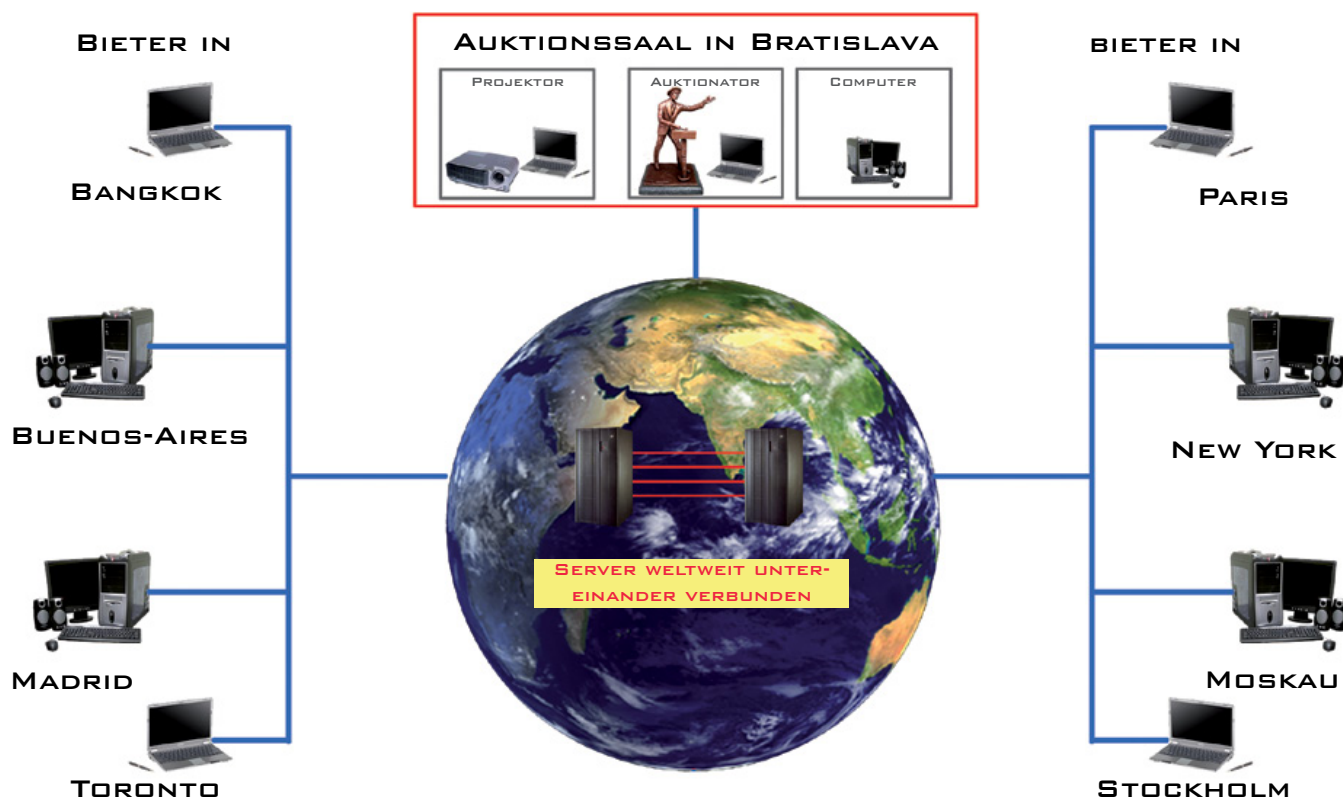 Bieter in
Bangkok
Buenos-Aires
Madrid
Toronto
Auktionssaal in Bratislava
Projektor
Auktionator
Computer
Server weltweit unter-
einander verbunden
bieter in
Paris
New York
Moskau
Stockholm